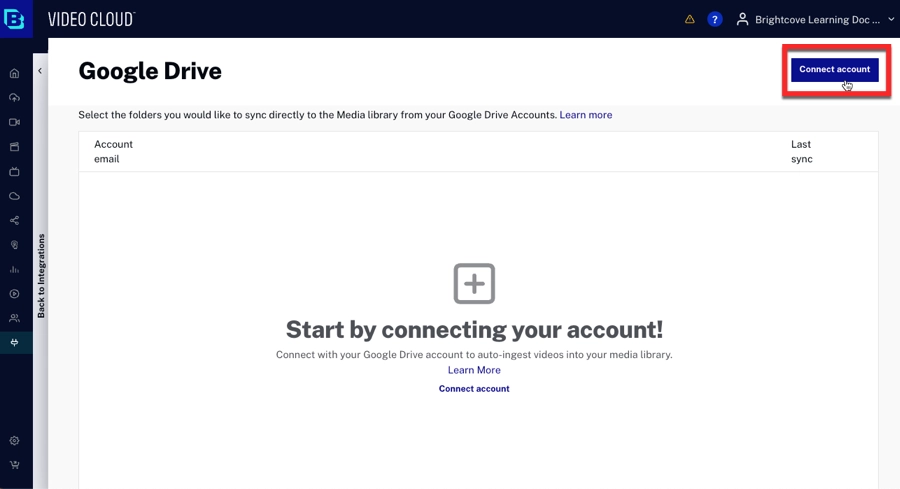 VIDEO CLOUD™
?
Brightcove Learning Doc ...
Google Drive
Connect account
Select the folders you would like to sync directly to the Media library from your Google Drive Accounts. Learn more
Account
email
Last
sync
Back to Integrations
Start by connecting your account!
Connect with your Google Drive account to auto-ingest videos into your media library.
Learn More
Connect account